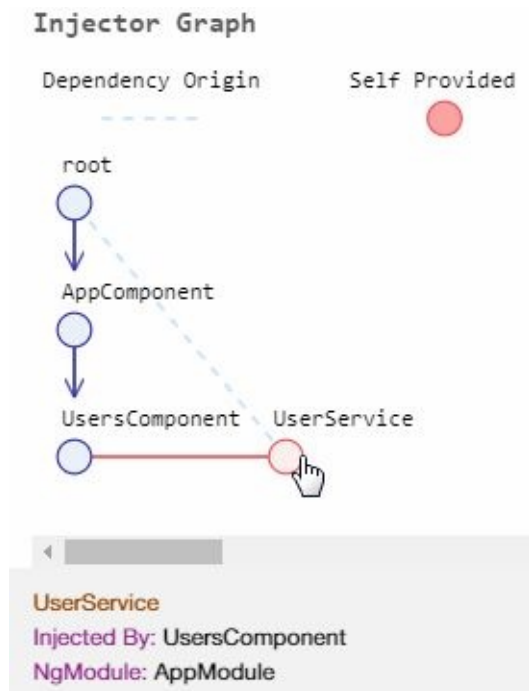 Injector Graph
Dependency Origin Self Provided
root
AppComponent
UsersComponent UserService
UserService
Injected By: UsersComponent
NgModule: AppModule